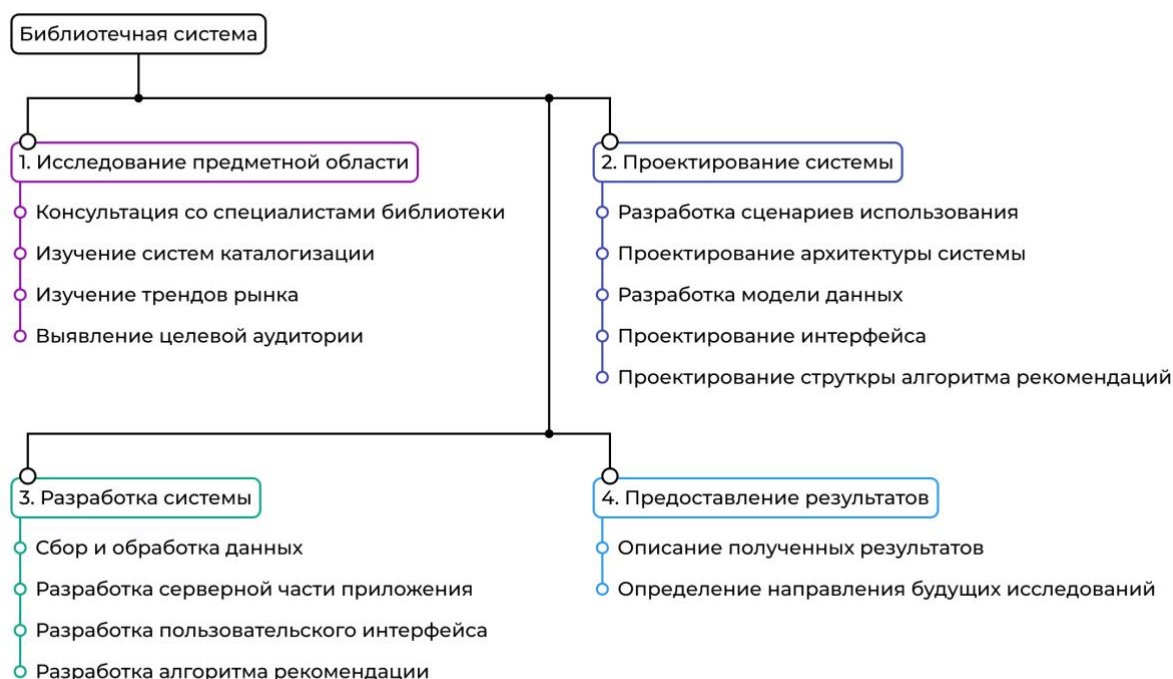 Библиотечная система
1. Исследование предметной области
Консультация со специалистами библиотеки
Изучение систем каталогизации
Изучение трендов рынка
Выявление целевой аудитории
2. Проектирование системы
Разработка сценариев использования
Проектирование архитектуры системы
Разработка модели данных
Проектирование интерфейса
Проектирование струткры алгоритма рекомендаций
3. Разработка системы
Сбор и обработка данных
Разработка серверной части приложения
Разработка пользовательского интерфейса
Разработка алгоритма рекомендации
4. Предоставление результатов
Описание полученных результатов
Определение направления будущих исследований